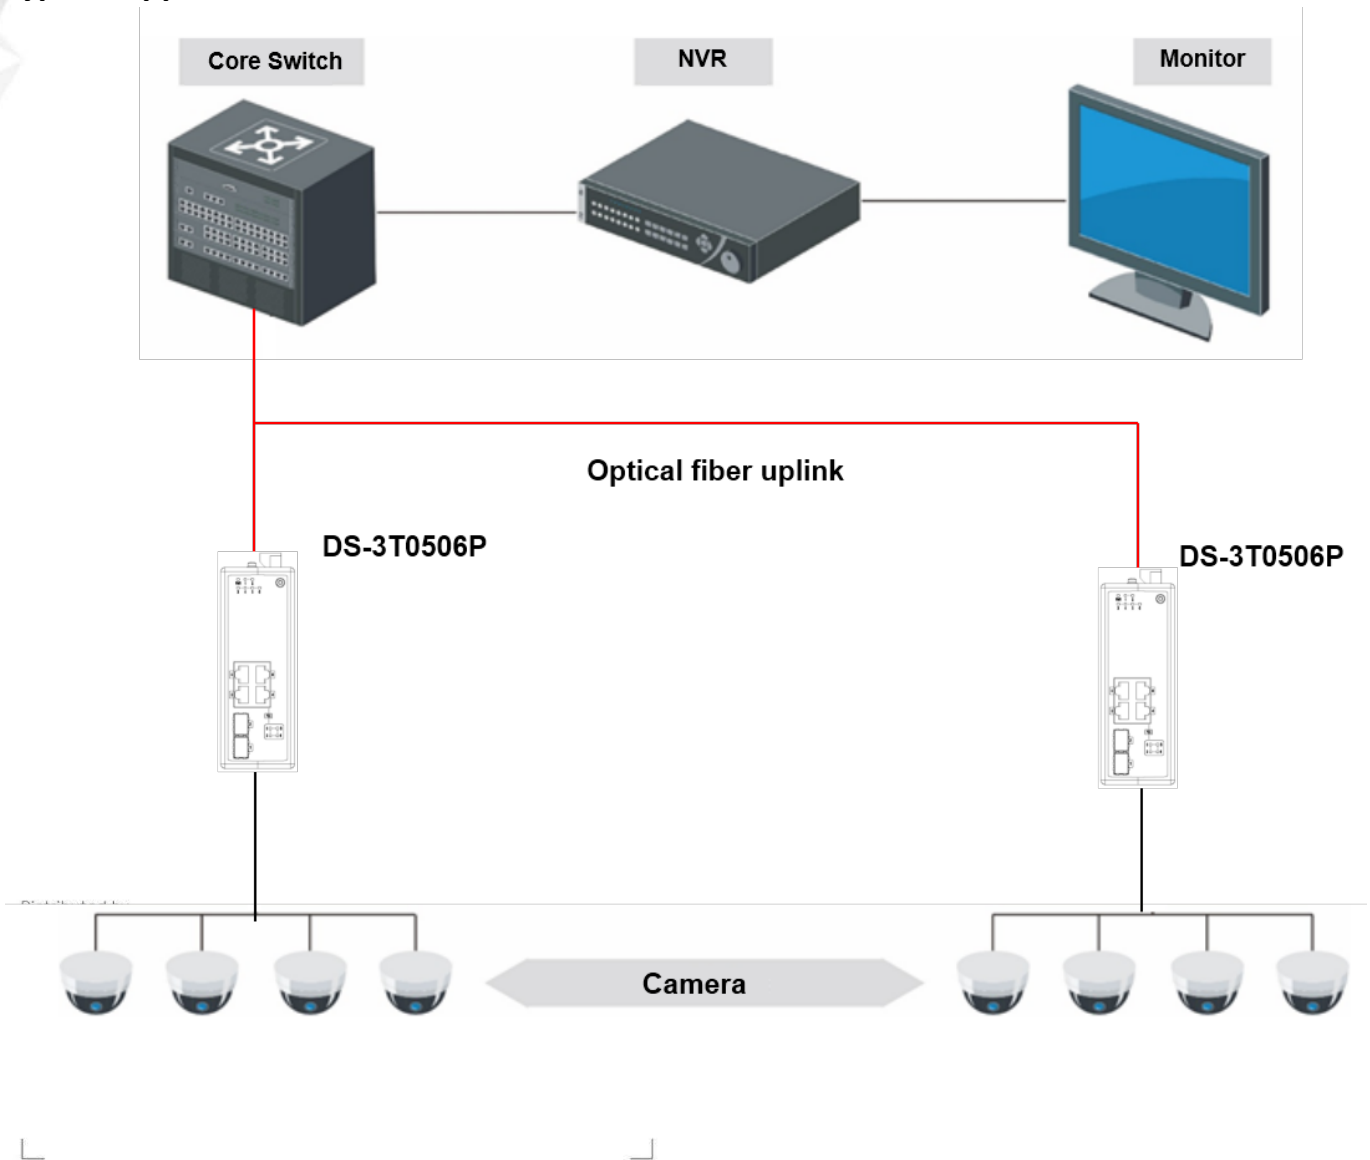 Core Switch
NVR
Monitor
Optical fiber uplink
DS-3T0506P
DS-3T0506P
Camera